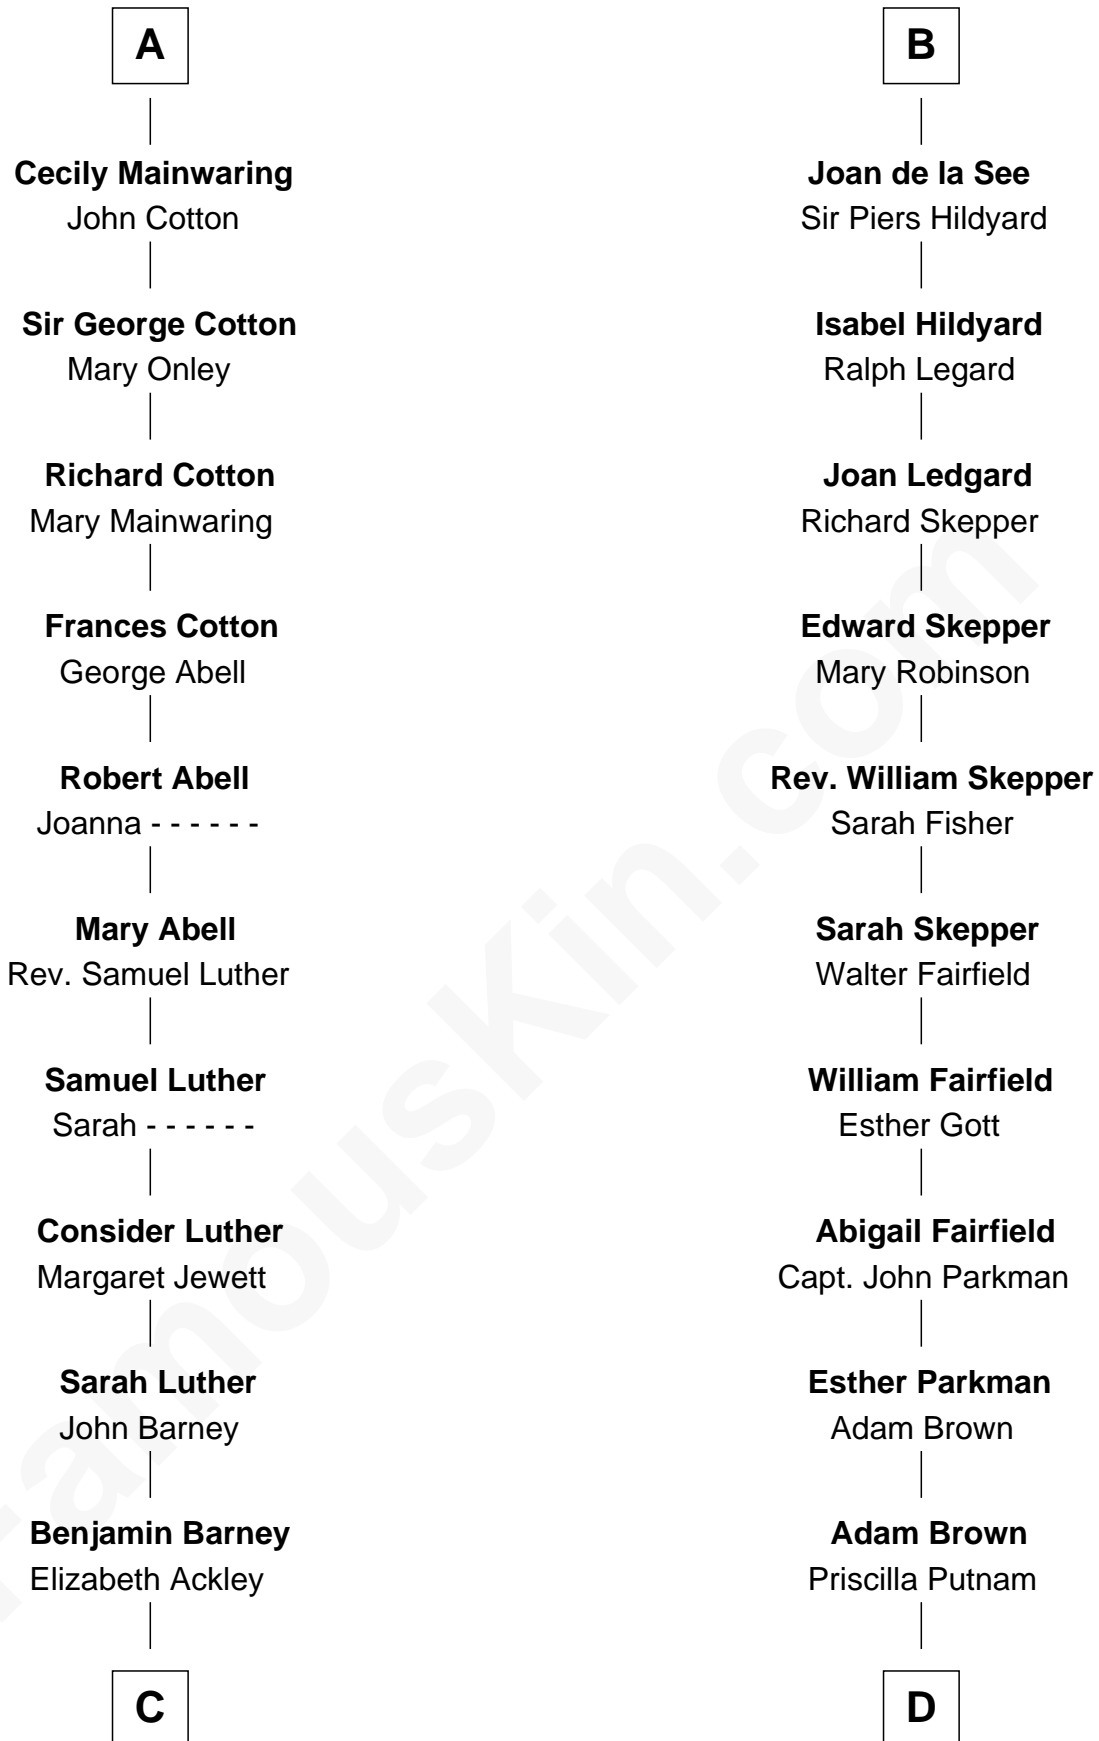 A
Cecily Mainwaring
John Cotton
Sir George Cotton
Mary Onley
Richard Cotton
Mary Mainwaring
Frances Cotton
George Abell
Robert Abell
Joanna - - - - - -
Mary Abell
Rev. Samuel Luther
Samuel Luther
Sarah - - - - - -
Consider Luther
Margaret Jewett
Sarah Luther
John Barney
Benjamin Barney
Elizabeth Ackley
C
B
Joan de la See
Sir Piers Hildyard
Isabel Hildyard
Ralph Legard
Joan Ledgard
Richard Skepper
Edward Skepper
Mary Robinson
Rev. William Skepper
Sarah Fisher
Sarah Skepper
Walter Fairfield
William Fairfield
Esther Gott
Abigail Fairfield
Capt. John Parkman
Esther Parkman
Adam Brown
Adam Brown
Priscilla Putnam
D
FamousKin.com